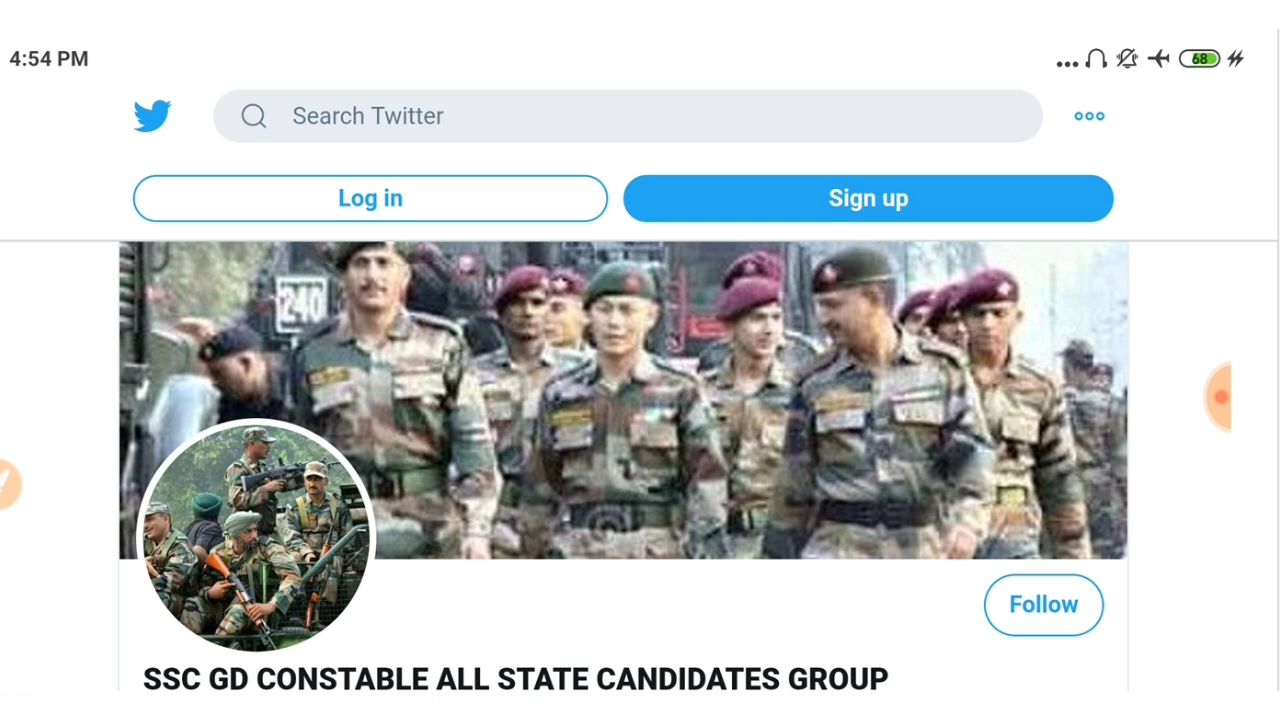 4:54 PM
68
Search Twitter
Log in
Sign up
240
Follow
SSC GD CONSTABLE ALL STATE CANDIDATES GROUP